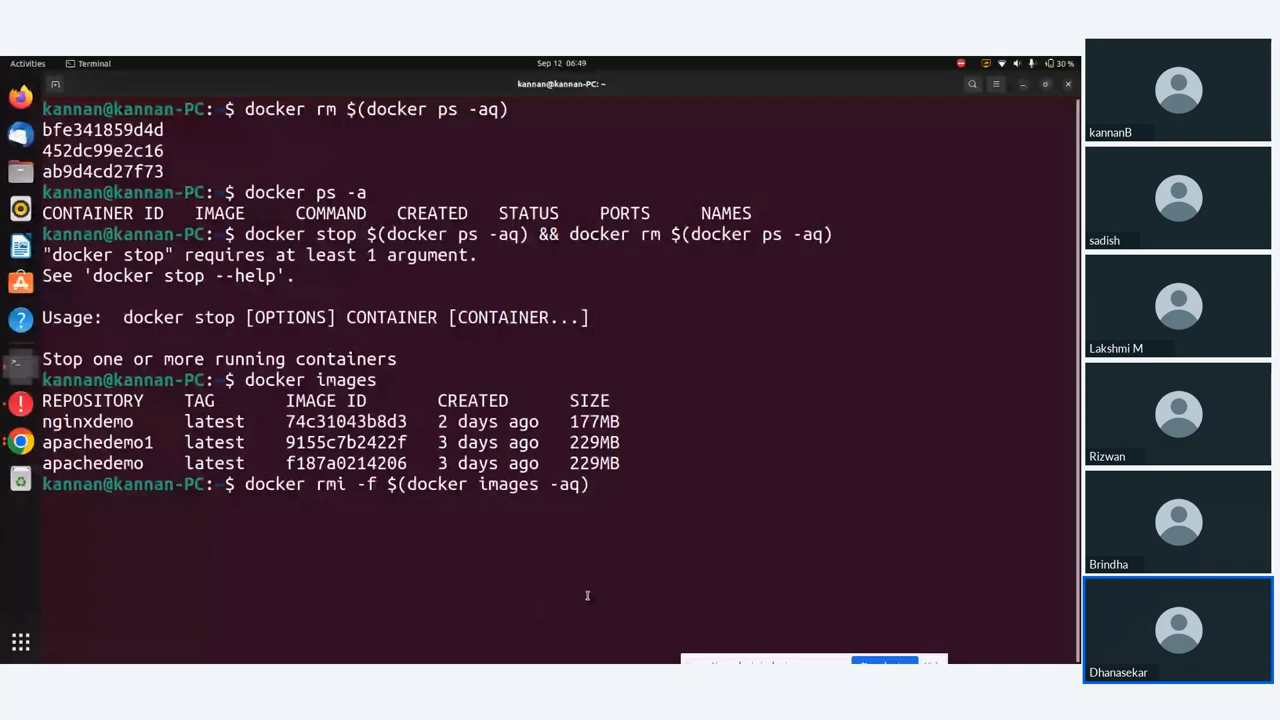 Activities
Terminal
Sep 12 06:49
30 %
kannan@kannan-PC: ~
kannan@kannan-PC:~$ docker rm $(docker ps -aq)
bfe341859d4d
452dc99e2c16
ab9d4cd27f73
kannan@kannan-PC:~$ docker ps -a
CONTAINER ID IMAGE COMMAND CREATED STATUS PORTS NAMES
kannan@kannan-PC:~$ docker stop $(docker ps -aq) && docker rm $(docker ps -aq)
"docker stop" requires at least 1 argument.
See 'docker stop --help'.
Usage: docker stop [OPTIONS] CONTAINER [CONTAINER...]
Stop one or more running containers
kannan@kannan-PC:~$ docker images
REPOSITORY TAG IMAGE ID CREATED SIZE
nginxdemo latest 74c31043b8d3 2 days ago 177MB
apachedemo1 latest 9155c7b2422f 3 days ago 229MB
apachedemo latest f187a0214206 3 days ago 229MB
kannan@kannan-PC:~$ docker rmi -f $(docker images -aq)
kannanB
sadish
Lakshmi M
Rizwan
Brindha
Dhanasekar